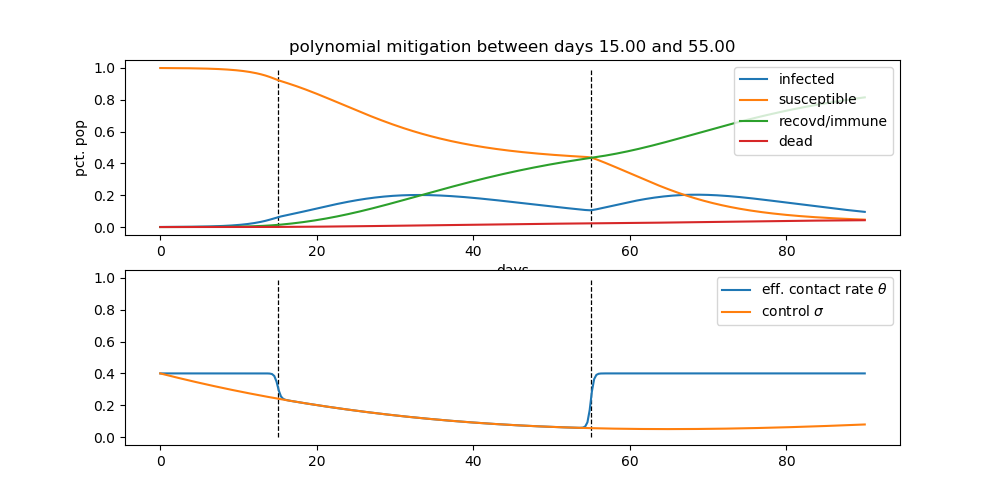 polynomial mitigation between days 15.00 and 55.00
1.0
0.8
0.6
0.4
0.2
0.0
pct. pop
infected
susceptible
recovd/immune
dead
0 20 40 60 80
days
1.0
0.8
0.6
0.4
0.2
0.0
eff. contact rate θ
control σ
0 20 40 60 80